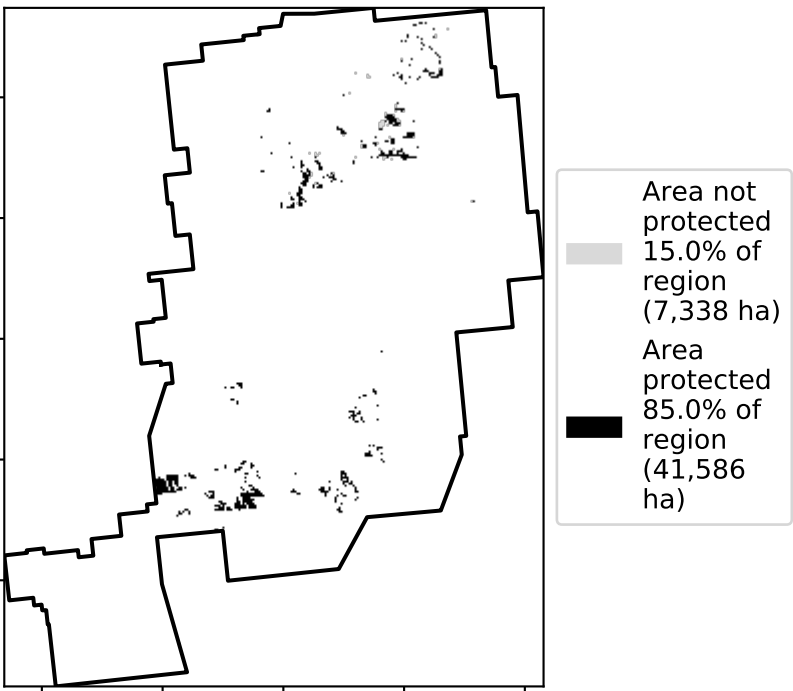 Area not
protected
15.0% of
region
(7,338 ha)
Area
protected
85.0% of
region
(41,586
ha)